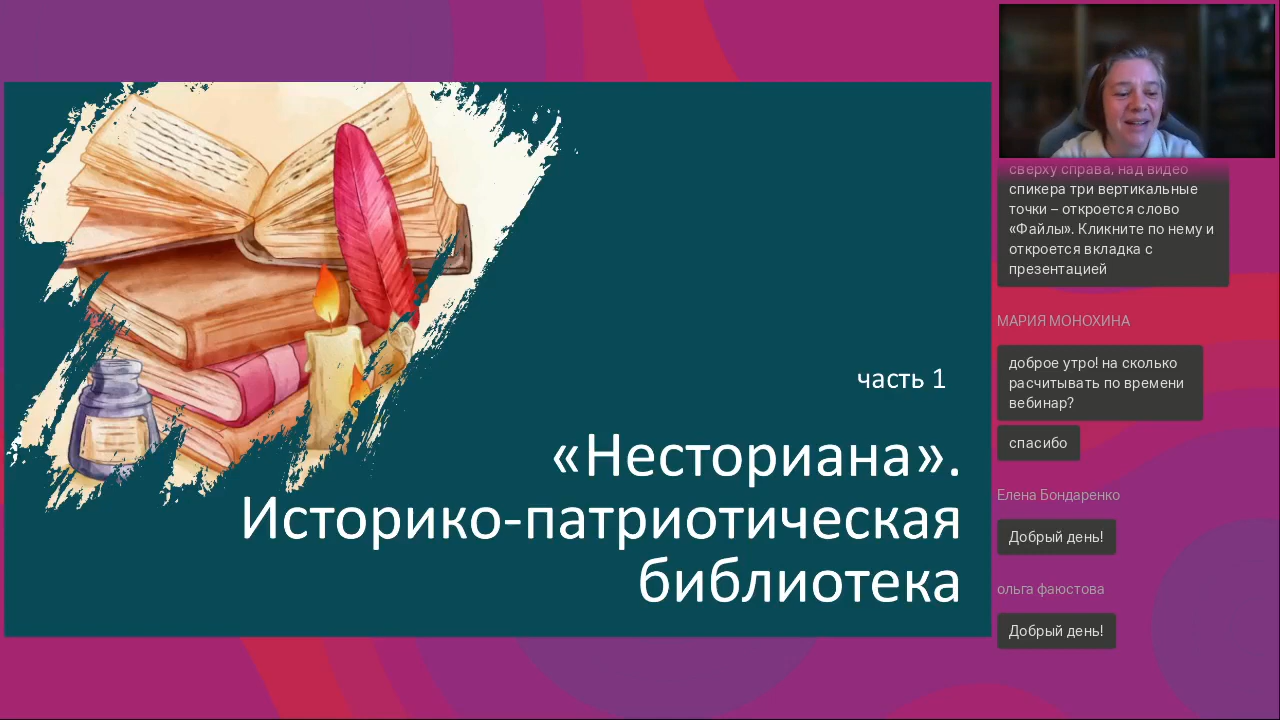 часть 1
«Несториана».
Историко-патриотическая
библиотека
сверху справа, над видео
спикера три вертикальные
точки – откроется слово
«Файлы». Кликните по нему и
откроется вкладка с
презентацией
МАРИЯ МОНОХИНА
доброе утро! на сколько
расчитывать по времени
вебинар?
спасибо
Елена Бондаренко
Добрый день!
ольга фаюстова
Добрый день!